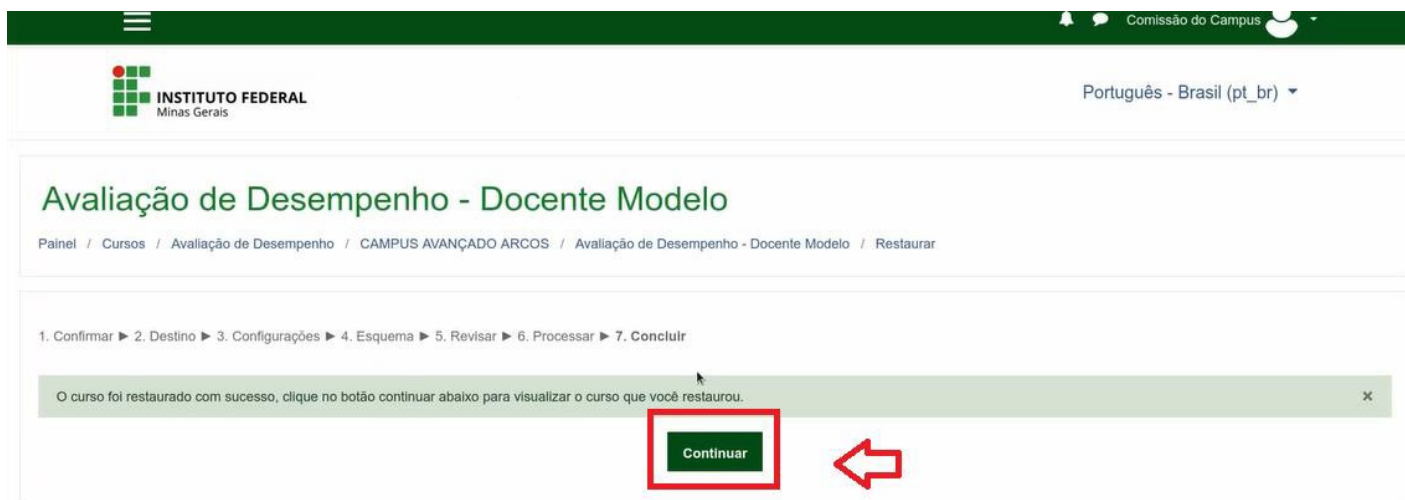 Comissão do Campus
INSTITUTO FEDERAL
Minas Gerais
Português - Brasil (pt_br)
Avaliação de Desempenho - Docente Modelo
Painel / Cursos / Avaliação de Desempenho / CAMPUS AVANÇADO ARCOS / Avaliação de Desempenho - Docente Modelo / Restaurar
1. Confirmar ► 2. Destino ► 3. Configurações ► 4. Esquema ► 5. Revisar ► 6. Processar ► 7. Concluir
O curso foi restaurado com sucesso, clique no botão continuar abaixo para visualizar o curso que você restaurou. ×
Continuar